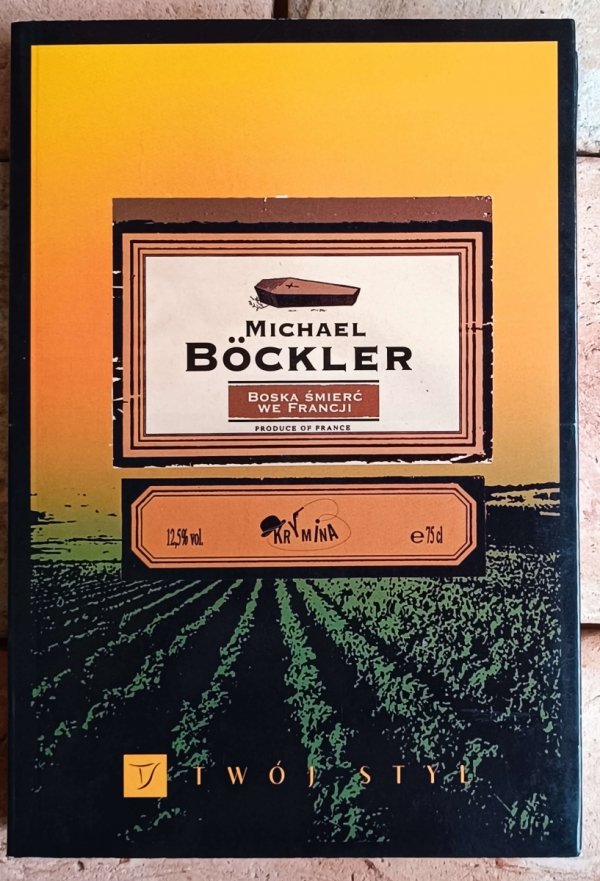 MICHAEL
BÖCKLER
BOSKA ŚMIERĆ
WE FRANCJI
PRODUCE OF FRANCE
12,5% vol.
KRYMINA
e 75 cl
TWÓJ STYL